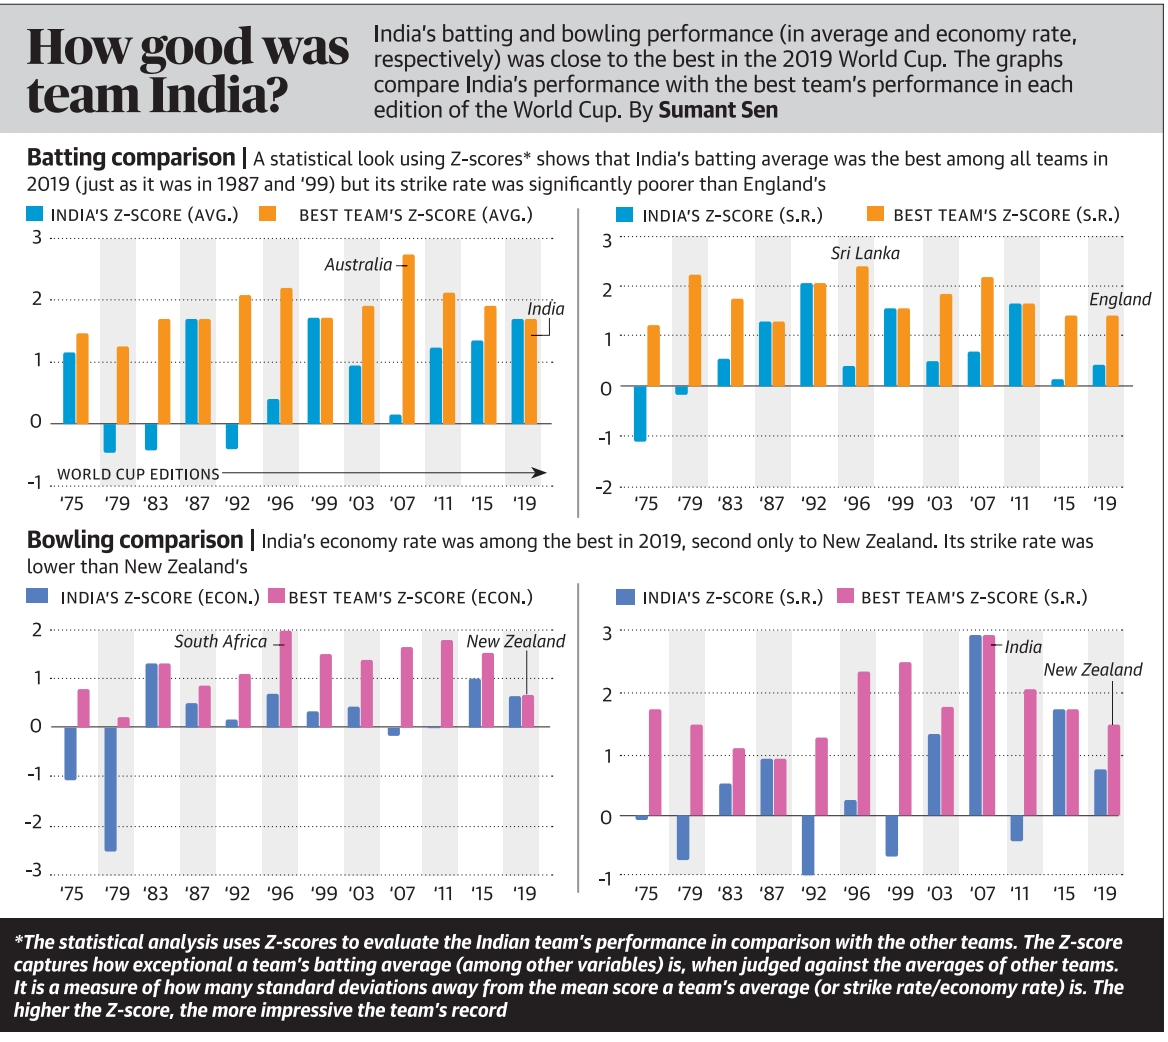 How good was
team India?
India's batting and bowling performance (in average and economy rate,
respectively) was close to the best in the 2019 World Cup. The graphs
compare India's performance with the best team's performance in each
edition of the World Cup. By Sumant Sen
Batting comparison | A statistical look using Z-scores* shows that India's batting average was the best among all teams in
2019 (just as it was in 1987 and '99) but its strike rate was significantly poorer than England's
INDIA'S Z-SCORE (AVG.) BEST TEAM'S Z-SCORE (AVG.)
3
2
1
0
-1
Australia
India
WORLD CUP EDITIONS
'75 '79 '83 '87 '92 '96 '99 '03 '07 '11 '15 '19
INDIA'S Z-SCORE (S.R.) BEST TEAM'S Z-SCORE (S.R.)
3
2
1
0
-1
-2
Sri Lanka
England
'75 '79 '83 '87 '92 '96 '99 '03 '07 '11 '15 '19
Bowling comparison | India's economy rate was among the best in 2019, second only to New Zealand. Its strike rate was
lower than New Zealand's
INDIA'S Z-SCORE (ECON.) BEST TEAM'S Z-SCORE (ECON.)
2
1
0
-1
-2
-3
South Africa
New Zealand
'75 '79 '83 '87 '92 '96 '99 '03 '07 '11 '15 '19
INDIA'S Z-SCORE (S.R.) BEST TEAM'S Z-SCORE (S.R.)
3
2
1
0
-1
India
New Zealand
'75 '79 '83 '87 '92 '96 '99 '03 '07 '11 '15 '19
*The statistical analysis uses Z-scores to evaluate the Indian team's performance in comparison with the other teams. The Z-score
captures how exceptional a team's batting average (among other variables) is, when judged against the averages of other teams.
It is a measure of how many standard deviations away from the mean score a team's average (or strike rate/economy rate) is. The
higher the Z-score, the more impressive the team's record